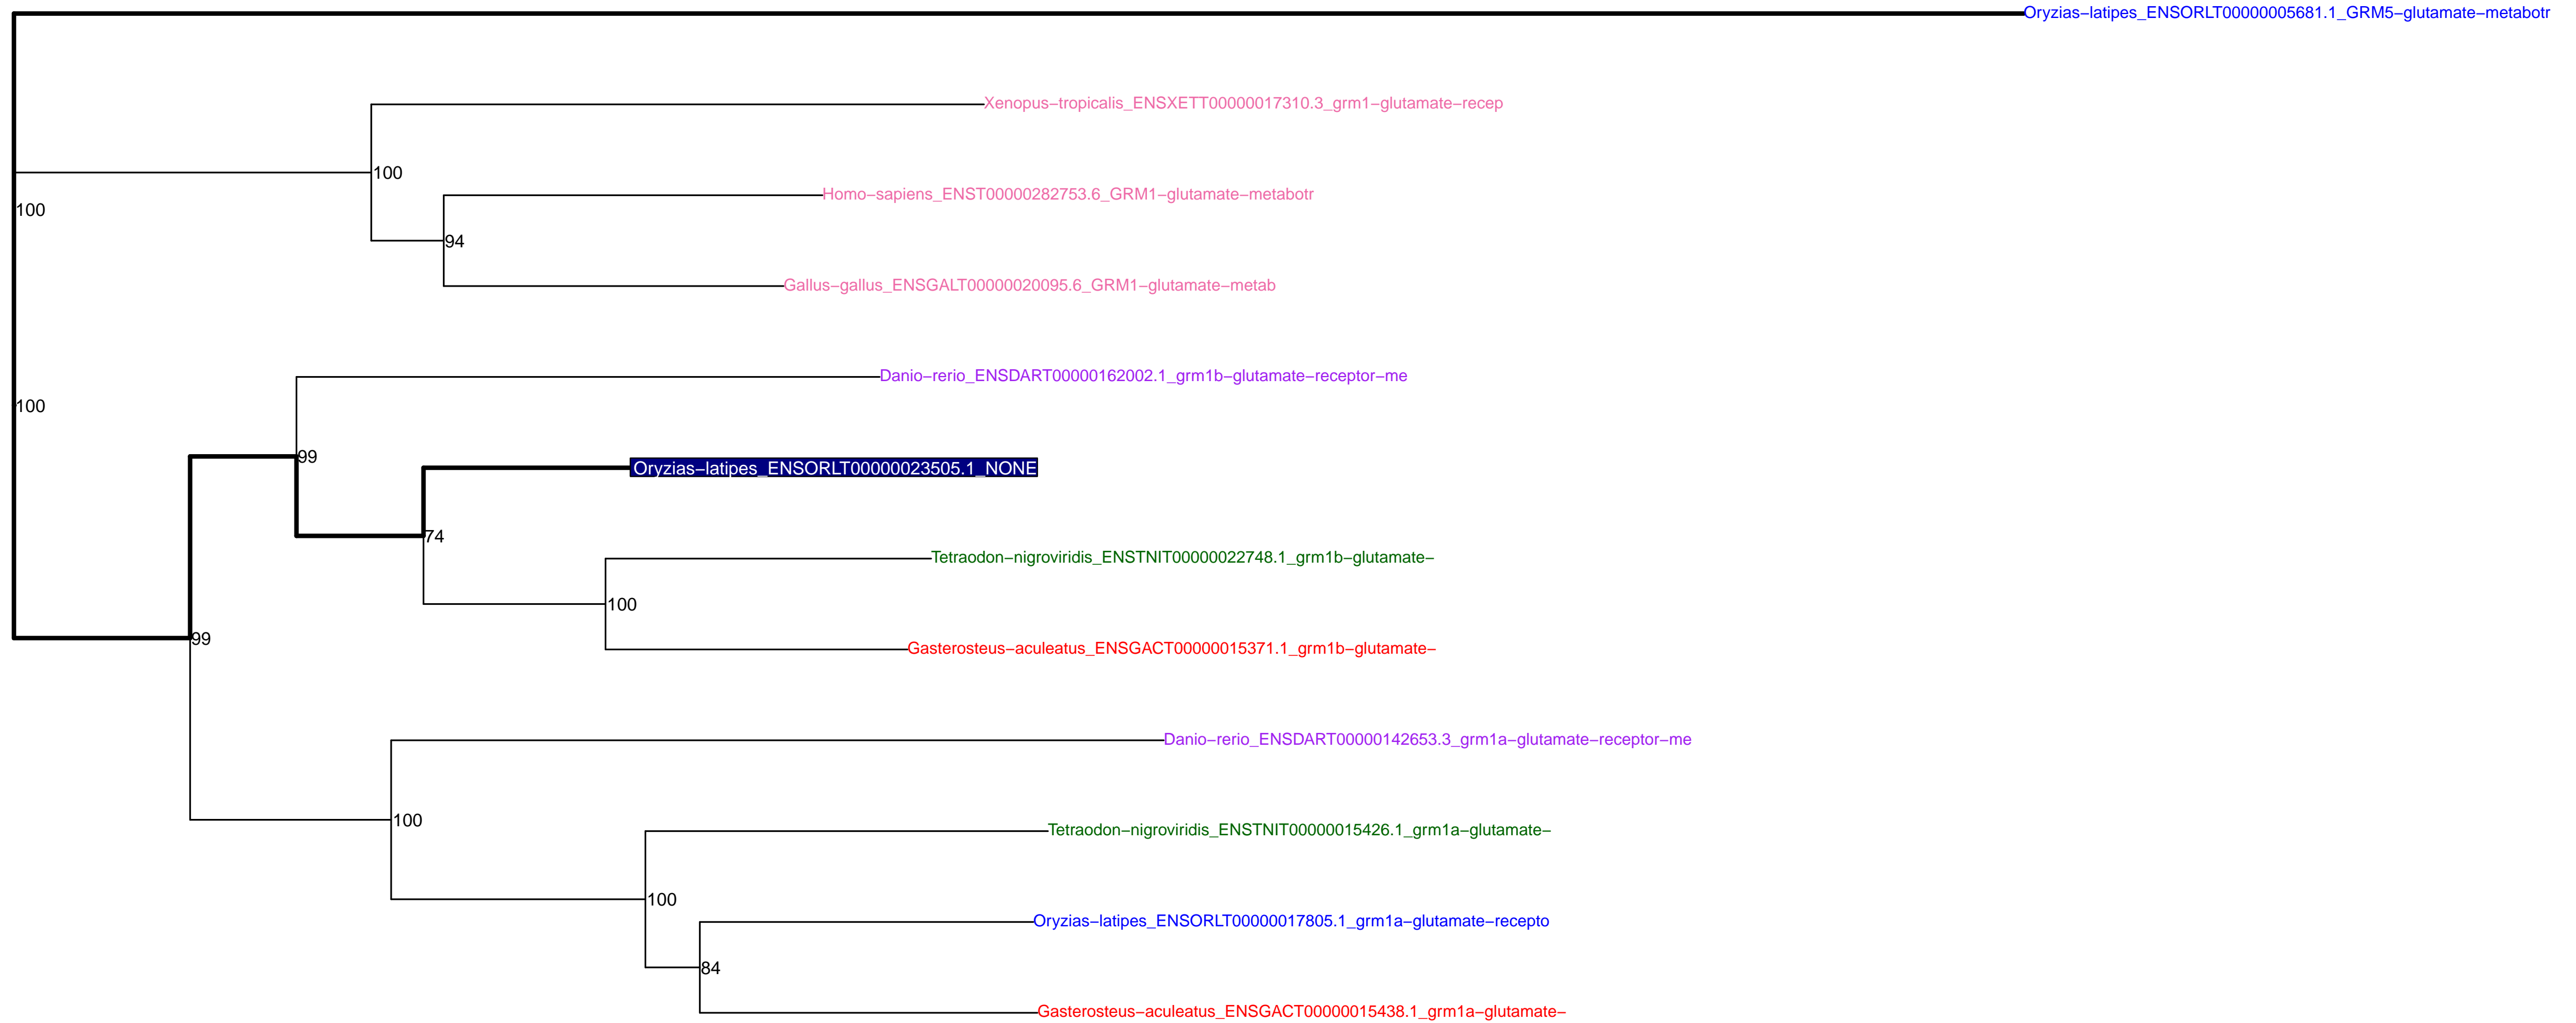 Oryzias−latipes_ENSORLT00000005681.1_GRM5−glutamate−metabotr
Xenopus−tropicalis_ENSXETT00000017310.3_grm1−glutamate−recep
100
Homo−sapiens_ENST00000282753.6_GRM1−glutamate−metabotr
100
94
Gallus−gallus_ENSGALT00000020095.6_GRM1−glutamate−metab
Danio−rerio_ENSDART00000162002.1_grm1b−glutamate−receptor−me
100
99
Oryzias−latipes_ENSORLT00000023505.1_NONE
74
Tetraodon−nigroviridis_ENSTNIT00000022748.1_grm1b−glutamate−
100
99
Gasterosteus−aculeatus_ENSGACT00000015371.1_grm1b−glutamate−
Danio−rerio_ENSDART00000142653.3_grm1a−glutamate−receptor−me
100
Tetraodon−nigroviridis_ENSTNIT00000015426.1_grm1a−glutamate−
100
Oryzias−latipes_ENSORLT00000017805.1_grm1a−glutamate−recepto
84
Gasterosteus−aculeatus_ENSGACT00000015438.1_grm1a−glutamate−